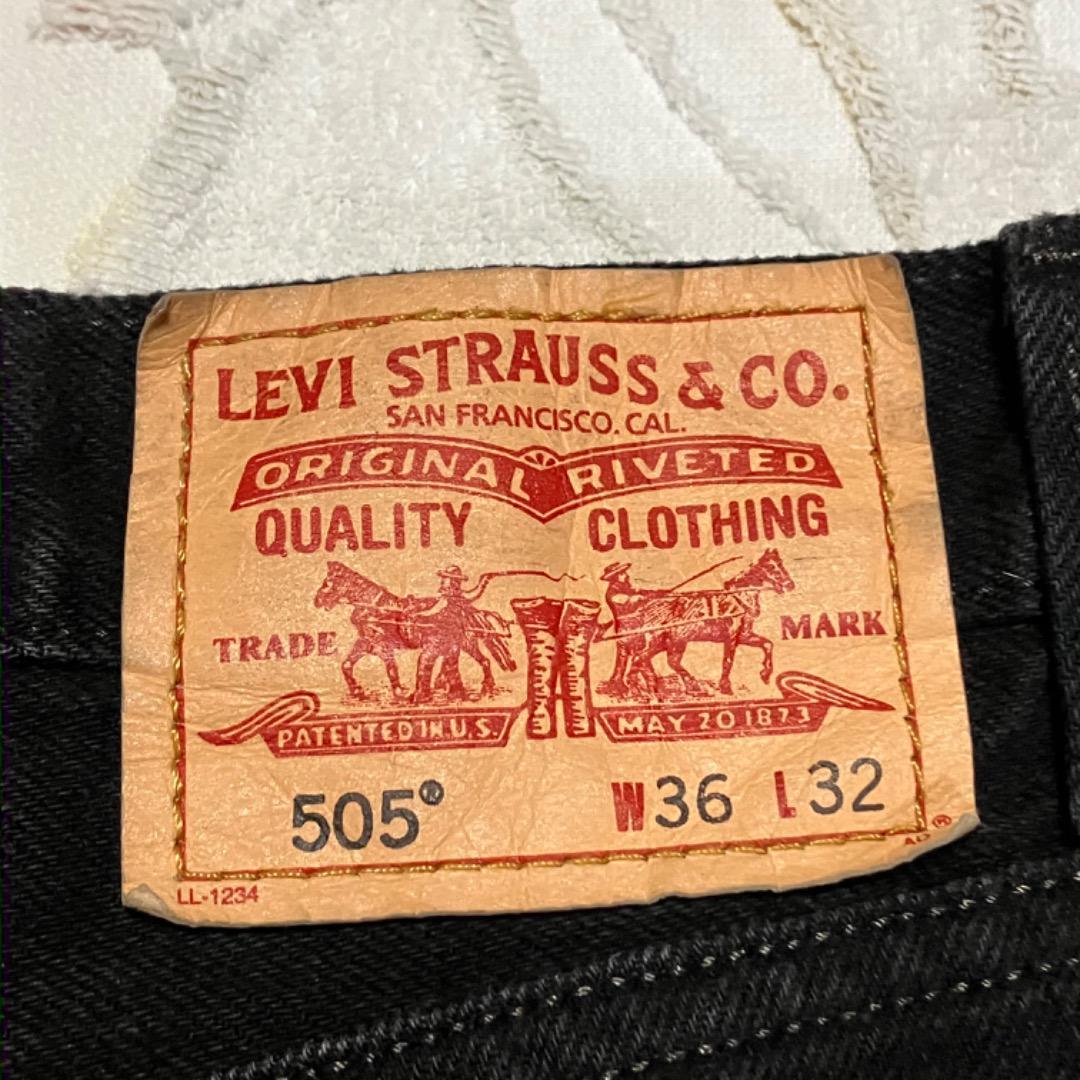 LEVI STRAUSS & CO.
SAN FRANCISCO. CAL.
ORIGINAL RIVETED
QUALITY CLOTHING
TRADE MARK
PATENTED IN U.S. MAY 20 1873
505® W36 L32
LL-1234 ®